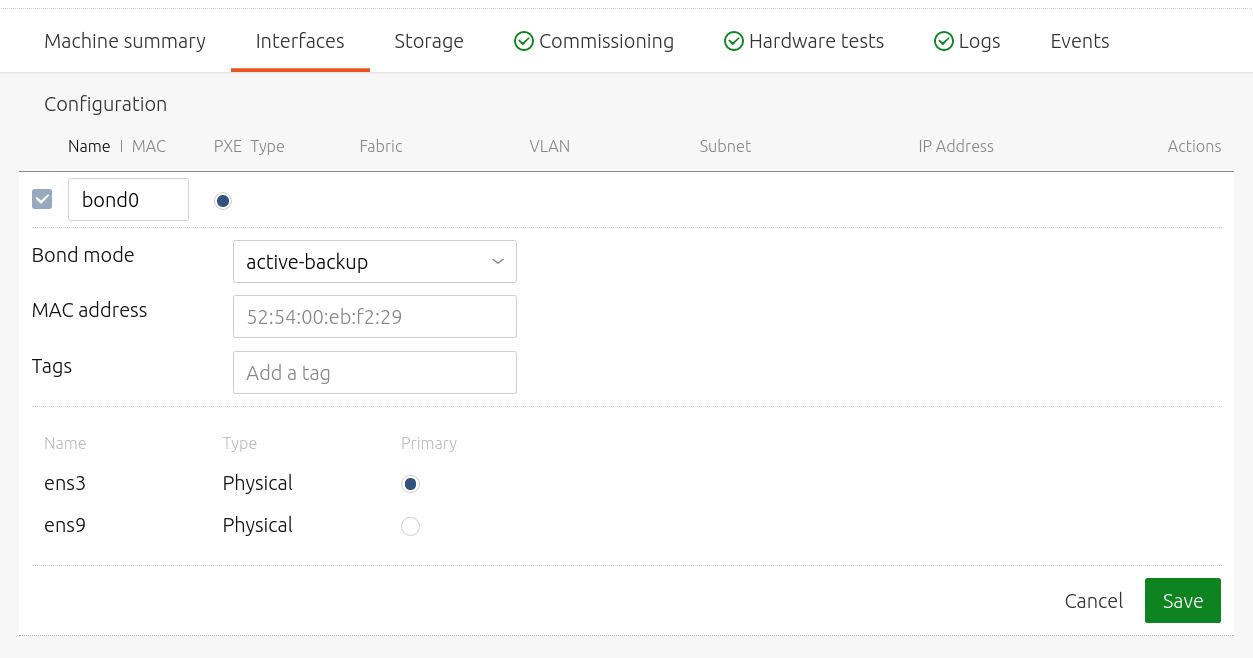 Machine summary Interfaces Storage Commissioning Hardware tests Logs Events
Configuration
Name | MAC PXE Type Fabric VLAN Subnet IP Address Actions
bond0
Bond mode active-backup
MAC address 52:54:00:eb:f2:29
Tags Add a tag
Name Type Primary
ens3 Physical
ens9 Physical
Cancel Save